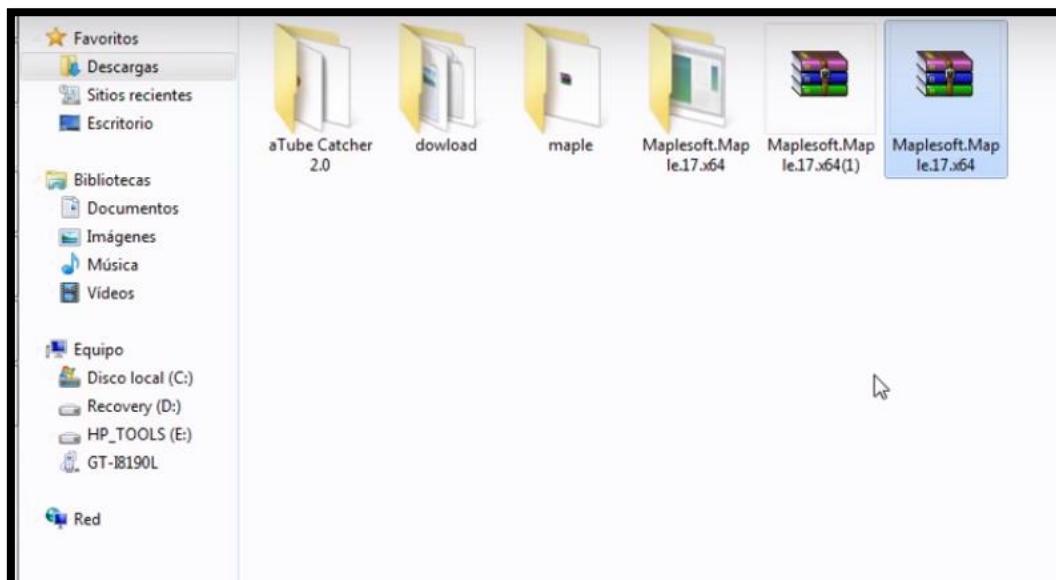 Favoritos
Descargas
Sitios recientes
Escritorio
Bibliotecas
Documentos
Imágenes
Música
Vídeos
Equipo
Disco local (C:)
Recovery (D:)
HP_TOOLS (E:)
GT-I8190L
Red
aTube Catcher
2.0
dowload
maple
Maplesoft.Map
le.17.x64
Maplesoft.Map
le.17.x64(1)
Maplesoft.Map
le.17.x64